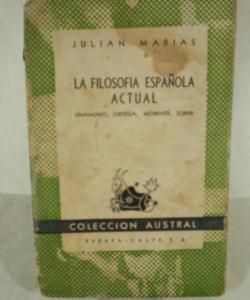 JULIAN MARIAS
LA FILOSOFIA ESPAÑOLA
ACTUAL
UNAMUNO, ORTEGA, MORENTE, ZUBIRI
COLECCION AUSTRAL
ESPASA-CALPE, S. A.